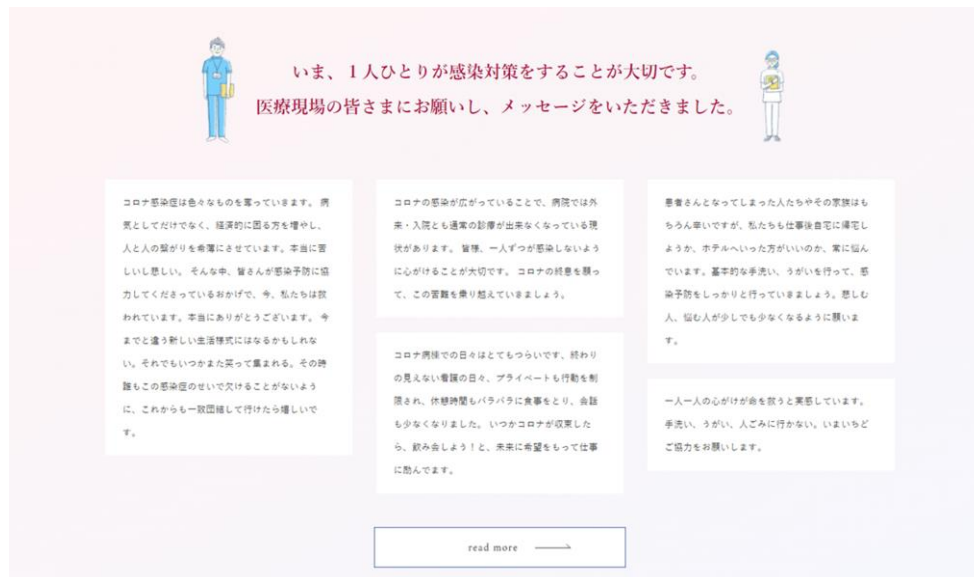 いま、1人ひとりが感染対策をすることが大切です。
医療現場の皆さまにお願いし、メッセージをいただきました。
コロナ感染症は色々なものを奪っていきます。 病
気としてだけでなく、経済的に困る方を増やし、
人と人の繋がりを希薄にさせています。本当に苦
しいし悲しい。 そんな中、皆さんが感染予防に協
力してくださっているおかげで、今、私たちは救
われています。本当にありがとうございます。 今
までと違う新しい生活様式にはなるかもしれな
い。それでもいつかまた笑って集まれる。その時
誰もこの感染症のせいで欠けることがないよう
に、これからも一致団結して行けたら嬉しいで
す。
コロナの感染が広がっていることで、病院では外
来・入院とも通常の診療が出来なくなっている現
状があります。 皆様、一人ずつが感染しないよう
に心がけることが大切です。 コロナの終息を願っ
て、この苦難を乗り越えていきましょう。
コロナ病棟での日々はとてもつらいです、終わり
の見えない看護の日々、プライベートも行動を制
限され、休憩時間もバラバラに食事をとり、会話
も少なくなりました。 いつかコロナが収束した
ら、飲み会しよう！と、未来に希望をもって仕事
に励んでます。
患者さんとなってしまった人たちやその家族はも
ちろん辛いですが、私たちも仕事後自宅に帰宅し
ようか、ホテルへいった方がいいのか、常に悩ん
でいます。基本的な手洗い、うがいを行って、感
染予防をしっかりと行っていきましょう。悲しむ
人、悩む人が少しでも少なくなるように願いま
す。
一人一人の心がけが命を救うと実感しています。
手洗い、うがい、人ごみに行かない。いまいちど
ご協力をお願いします。
read more